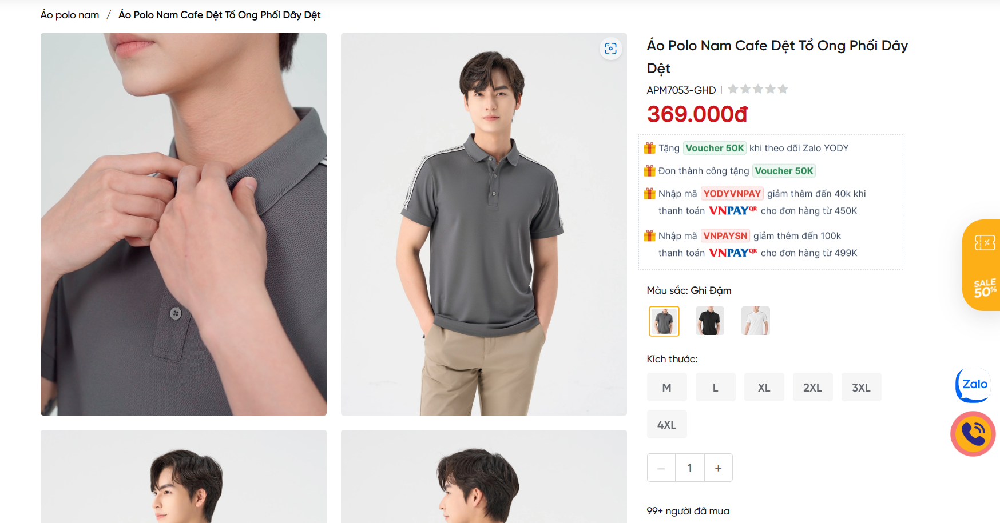 Áo polo nam / Áo Polo Nam Cafe Dệt Tổ Ong Phối Dây Dệt
Áo Polo Nam Cafe Dệt Tổ Ong Phối Dây
Dệt
APM7053-GHD
369.000đ
Tặng Voucher 50K khi theo dõi Zalo YODY
Đơn thành công tặng Voucher 50K
Nhập mã YODYVNPAY giảm thêm đến 40k khi
thanh toán VNPAYQR cho đơn hàng từ 450K
Nhập mã VNPAYSN giảm thêm đến 100k
thanh toán VNPAYQR cho đơn hàng từ 499K
SALE
50%
Màu sắc: Ghi Đậm
Kích thước:
M L XL 2XL 3XL
4XL
Zalo
− 1 +
99+ người đã mua